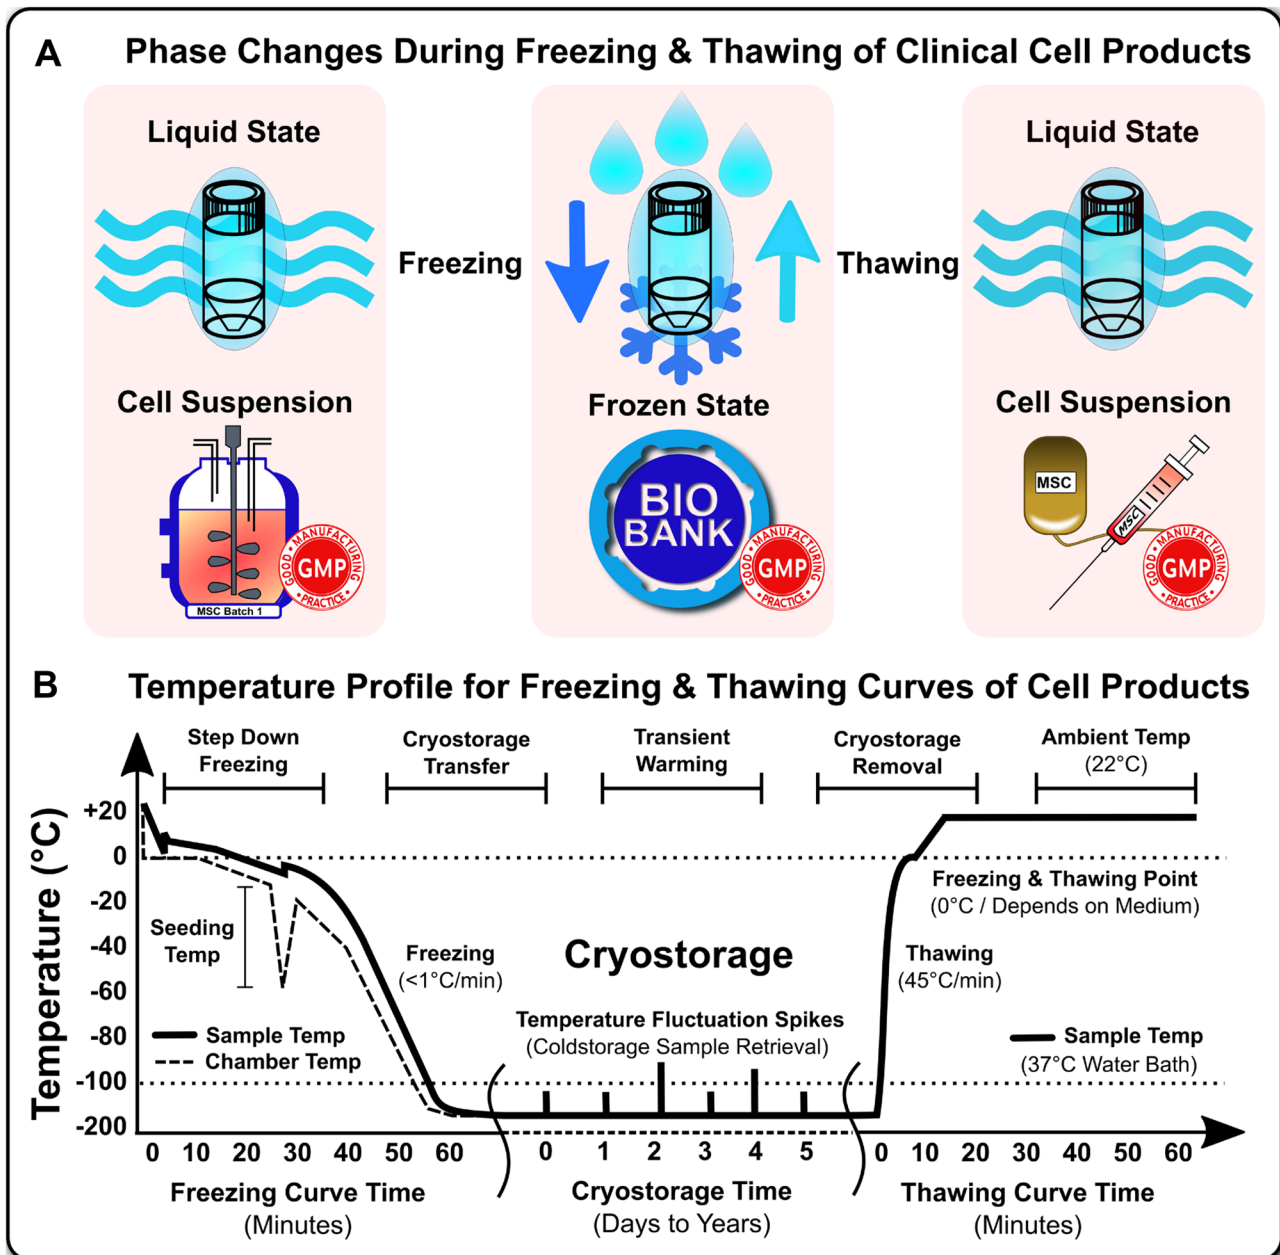 A
Phase Changes During Freezing & Thawing of Clinical Cell Products
Liquid State
Freezing
Thawing
Liquid State
Cell Suspension
Frozen State
Cell Suspension
MSC Batch 1
GOOD • MANUFACTURING • PRACTICE •
GMP
BIO
BANK
GOOD • MANUFACTURING • PRACTICE •
GMP
MSC
MSC
GOOD • MANUFACTURING • PRACTICE •
GMP
B
Temperature Profile for Freezing & Thawing Curves of Cell Products
Step Down
Freezing
Cryostorage
Transfer
Transient
Warming
Cryostorage
Removal
Ambient Temp
(22°C)
Temperature (°C)
+20
0
-20
-40
-60
-80
-100
-200
Seeding
Temp
Sample Temp
Chamber Temp
Freezing
(<1°C/min)
Cryostorage
Temperature Fluctuation Spikes
(Coldstorage Sample Retrieval)
Freezing & Thawing Point
(0°C / Depends on Medium)
Thawing
(45°C/min)
Sample Temp
(37°C Water Bath)
0 10 20 30 40 50 60
0 1 2 3 4 5
0 10 20 30 40 50 60
Freezing Curve Time
(Minutes)
Cryostorage Time
(Days to Years)
Thawing Curve Time
(Minutes)